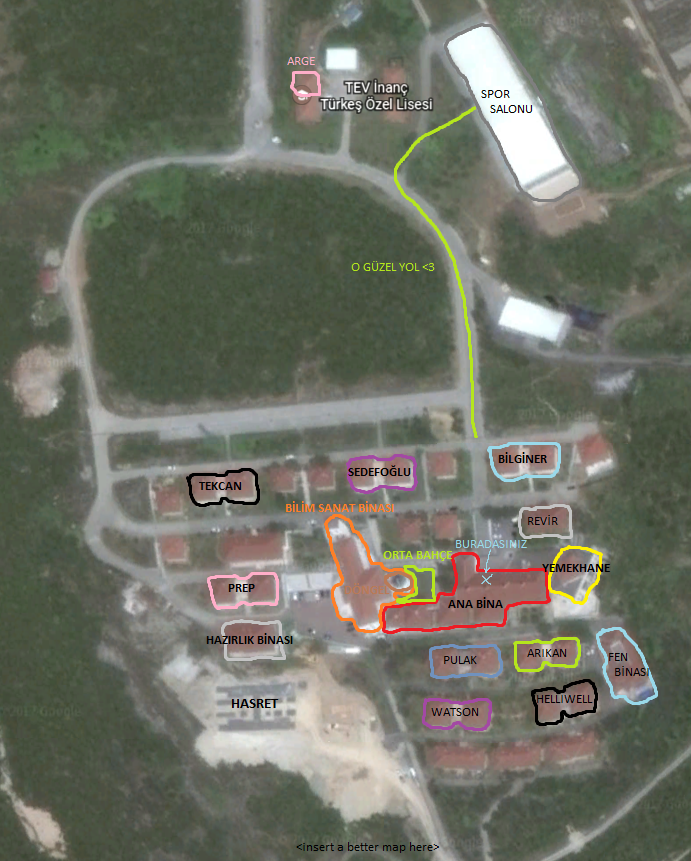 ARGE
TEV İnanç
Türkeş Özel Lisesi
SPOR
SALONU
2017 Google
O GÜZEL YOL <3
BİLGİNER
SEDEFOĞLU
TEKCAN
BİLİM SANAT BİNASI
REVİR
BURADASINIZ
ORTA BAHÇE
YEMEKHANE
PREP
ANA BİNA
HAZIRLIK BİNASI
PULAK
ARIKAN
FEN
BİNASI
HASRET
WATSON
HELLIWELL
<insert a better map here>